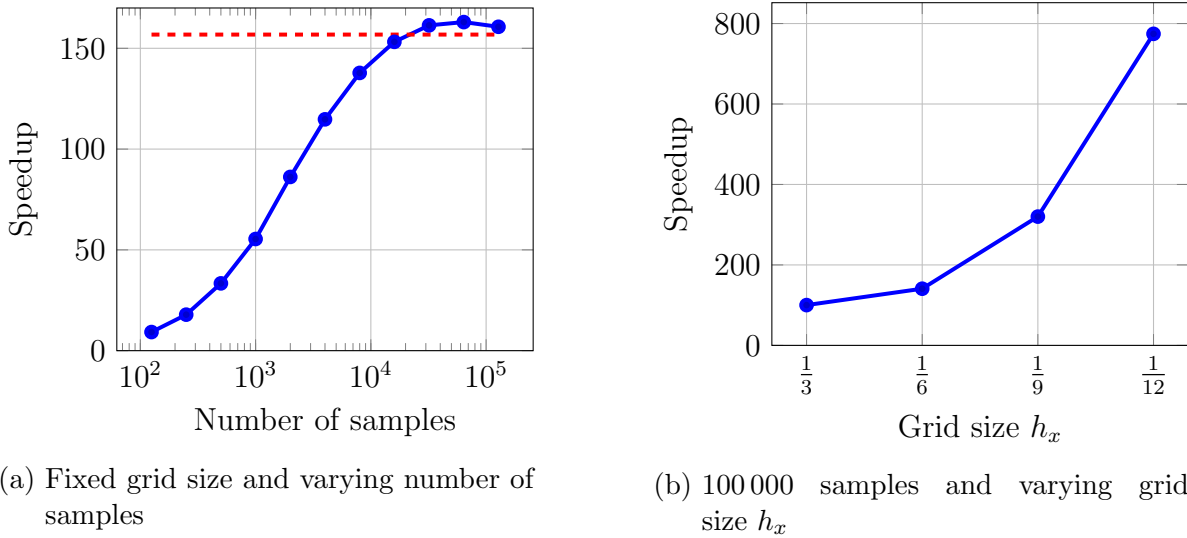 150
100
50
0
Speedup
10^2
10^3
10^4
10^5
Number of samples
(a) Fixed grid size and varying number of
samples
800
600
400
200
0
Speedup
1/3
1/6
1/9
1/12
Grid size h_x
(b) 100 000 samples and varying grid
size h_x